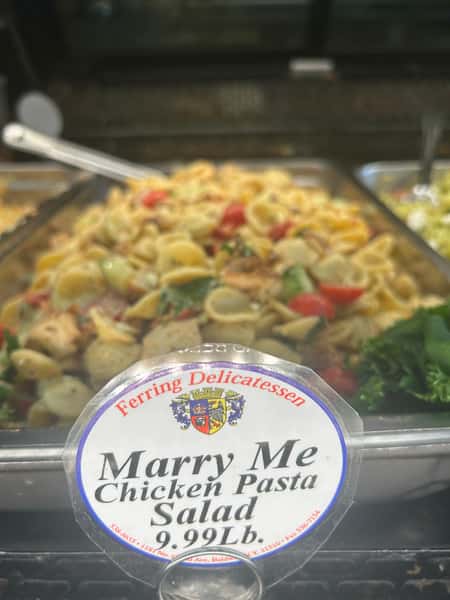 Ferring Delicatessen
Marry Me
Chicken Pasta
Salad
9.99Lb.